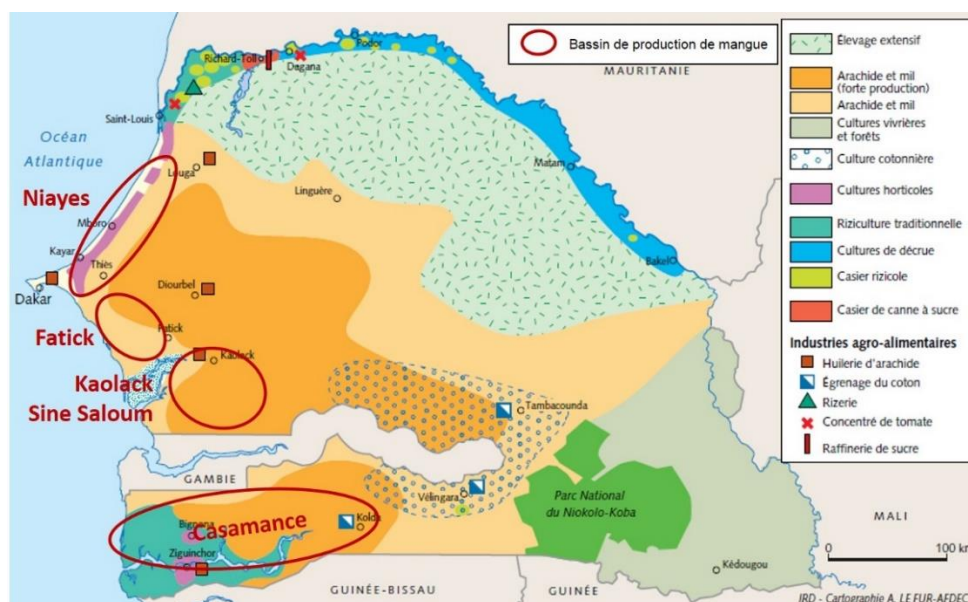 Bassin de production de mangue
MAURITANIE
Podor
Richard-Toll
Dagana
Saint-Louis
Océan
Atlantique
Louga
Linguère
Matam
Niayes
Mboro
Kayar
Thiès
Bakel
Dakar
Diourbel
Fatick
Fatick
Kaolack
Kaolack
Sine Saloum
Tambacounda
GAMBIE
Vélingara
Parc National
du Niokolo-Koba
MALI
Casamance
Bignona
Kolda
Ziguinchor
Kédougou
GUINÉE-BISSAU
GUINÉE
0 100 km
IRD - Cartographie A. LE FUR-AFDEC
Élevage extensif
Arachide et mil
(forte production)
Arachide et mil
Cultures vivrières
et forêts
Culture cotonnière
Cultures horticoles
Riziculture traditionnelle
Cultures de décrue
Casier rizicole
Casier de canne à sucre
Industries agro-alimentaires
Huilerie d'arachide
Égrenage du coton
Rizerie
Concentré de tomate
Raffinerie de sucre